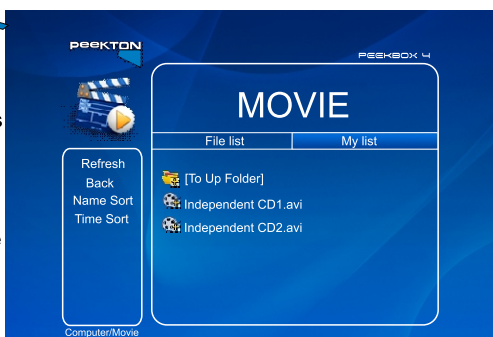 PEEKTON
PEEKBOX 4
MOVIE
File list
My list
Refresh
Back
Name Sort
Time Sort
[To Up Folder]
Independent CD1.avi
Independent CD2.avi
Computer/Movie